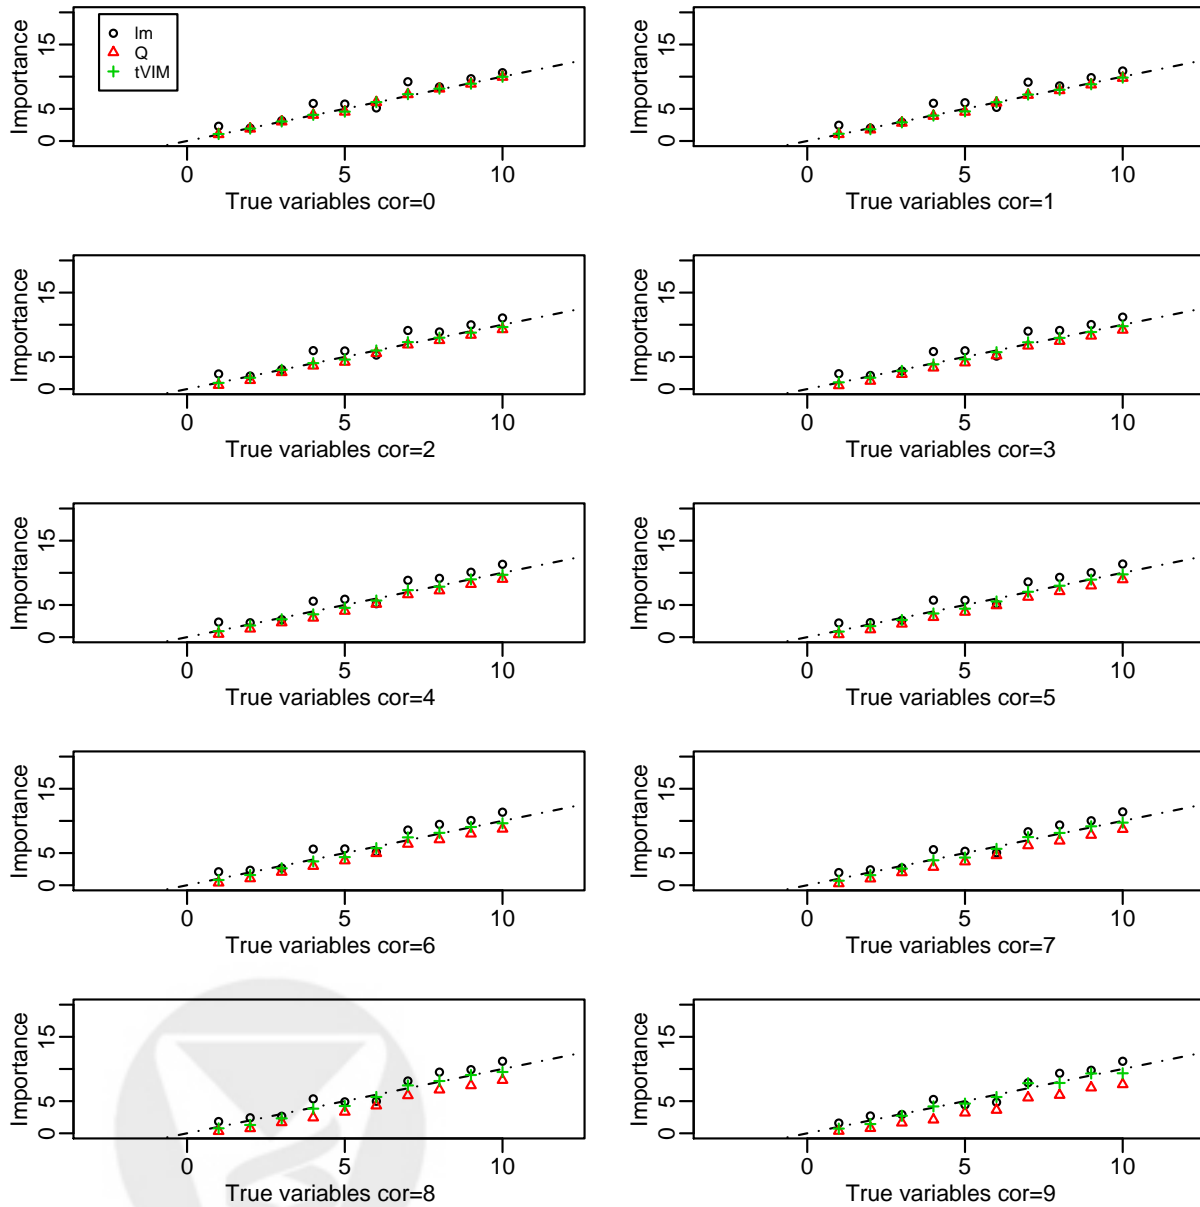 lm
Q
tVIM
Importance
0 5 15
0 5 10
True variables cor=0
Importance
0 5 15
0 5 10
True variables cor=1
Importance
0 5 15
0 5 10
True variables cor=2
Importance
0 5 15
0 5 10
True variables cor=3
Importance
0 5 15
0 5 10
True variables cor=4
Importance
0 5 15
0 5 10
True variables cor=5
Importance
0 5 15
0 5 10
True variables cor=6
Importance
0 5 15
0 5 10
True variables cor=7
Importance
0 5 15
0 5 10
True variables cor=8
Importance
0 5 15
0 5 10
True variables cor=9